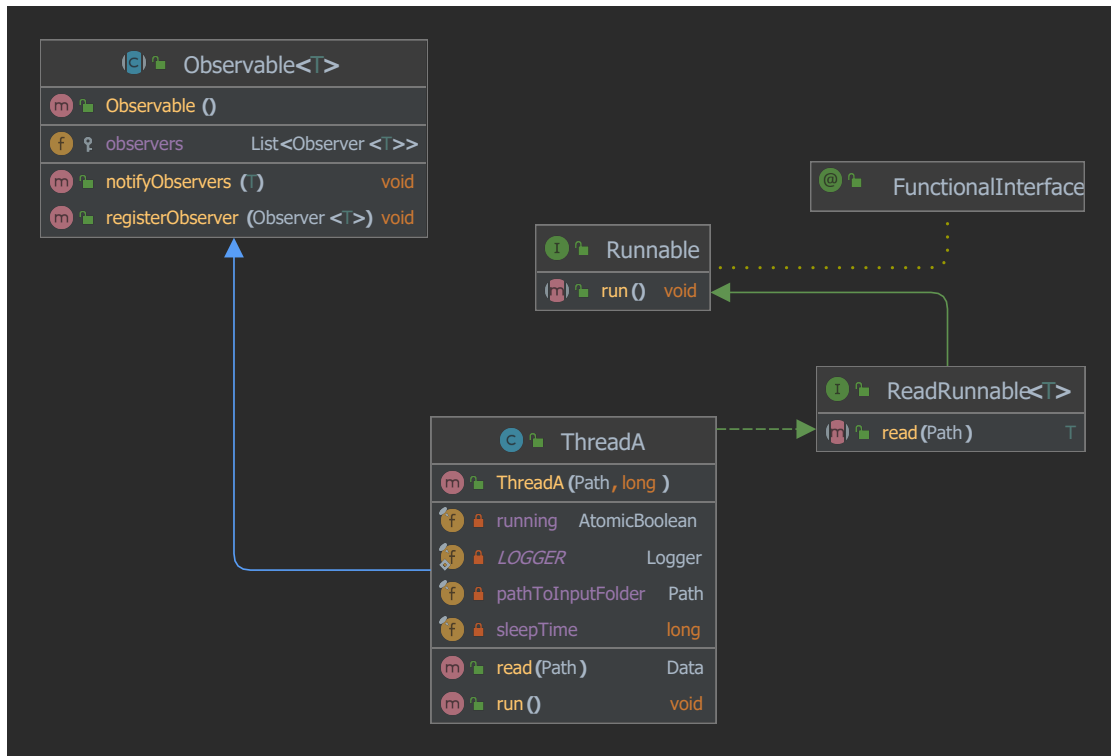 Observable<T>
Observable ()
observers List<Observer <T>>
notifyObservers (T) void
registerObserver (Observer <T>) void
@ FunctionalInterface
I Runnable
m run () void
I ReadRunnable<T>
m read (Path) T
C ThreadA
m ThreadA (Path, long )
f running AtomicBoolean
f LOGGER Logger
f pathToInputFolder Path
f sleepTime long
m read (Path) Data
m run () void